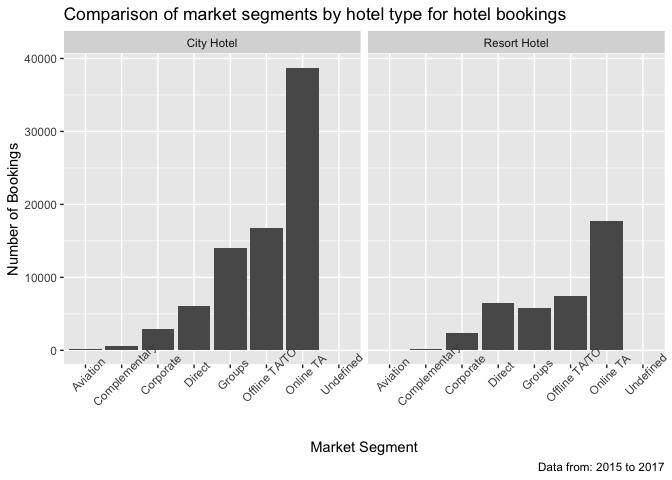 Comparison of market segments by hotel type for hotel bookings
City Hotel
Resort Hotel
Number of Bookings
40000
30000
20000
10000
0
Aviation
Complementary
Corporate
Direct
Groups
Offline TA/TO
Online TA
Undefined
Aviation
Complementary
Corporate
Direct
Groups
Offline TA/TO
Online TA
Undefined
Market Segment
Data from: 2015 to 2017